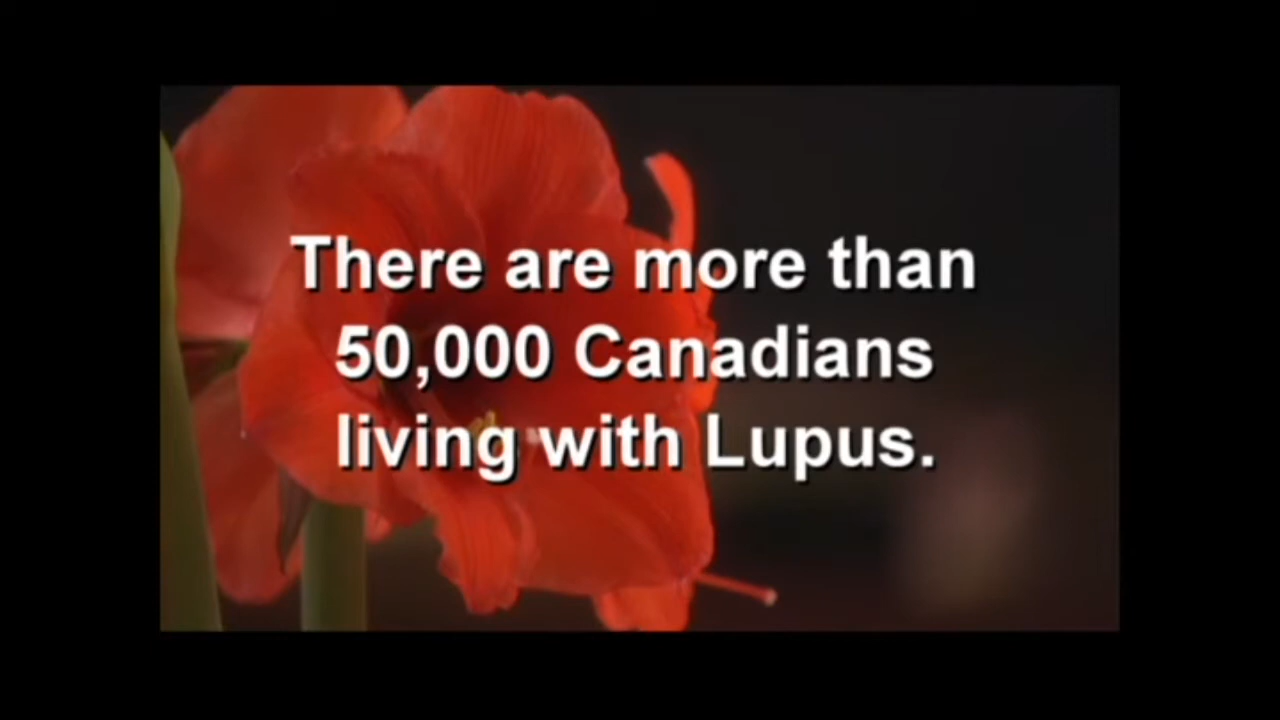 There are more than
50,000 Canadians
living with Lupus.